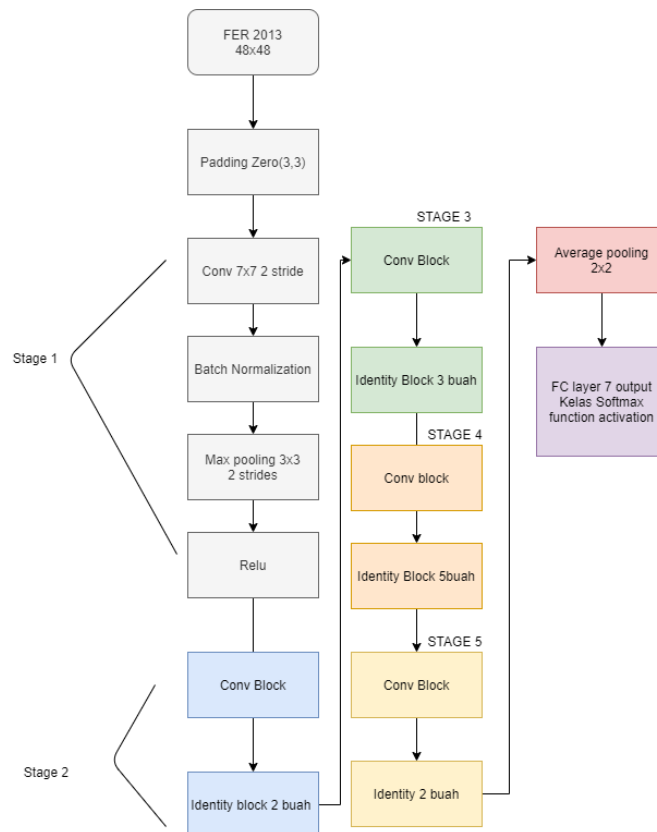 FER 2013
48x48
Padding Zero(3,3)
Stage 1
Conv 7x7 2 stride
Batch Normalization
Max pooling 3x3
2 strides
Relu
Stage 2
Conv Block
Identity block 2 buah
STAGE 3
Conv Block
Identity Block 3 buah
STAGE 4
Conv block
Identity Block 5buah
STAGE 5
Conv Block
Identity 2 buah
Average pooling
2x2
FC layer 7 output
Kelas Softmax
function activation